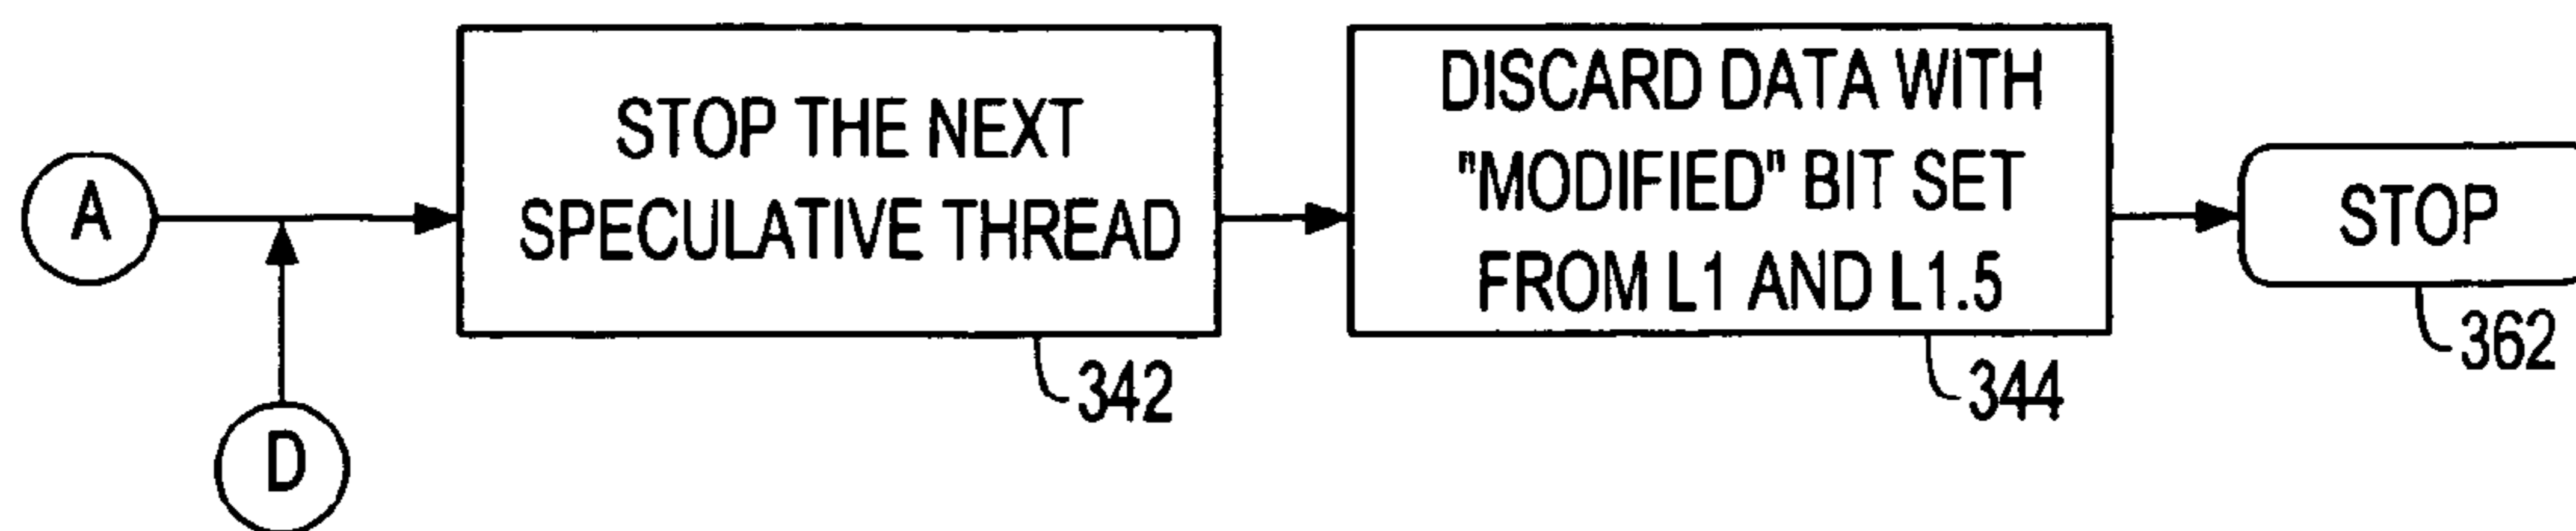 A
STOP THE NEXT
SPECULATIVE THREAD
342
DISCARD DATA WITH
"MODIFIED" BIT SET
FROM L1 AND L1.5
344
STOP
362
D